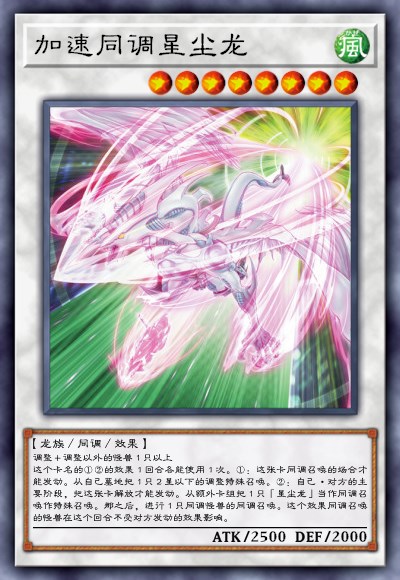 加速同调星尘龙
風
【龙族／同调／效果】
调整＋调整以外的怪兽1只以上
这个卡名的①②的效果1回合各能使用1次。①：这张卡同调召唤的场合才
能发动。从自己墓地把1只2星以下的调整特殊召唤。②：自己·对方的主
要阶段，把这张卡解放才能发动。从额外卡组把1只「星尘龙」当作同调召
唤作特殊召唤。那之后，进行1只同调怪兽的同调召唤。这个效果同调召唤
的怪兽在这个回合不受对方发动的效果影响。
ATK/2500 DEF/2000